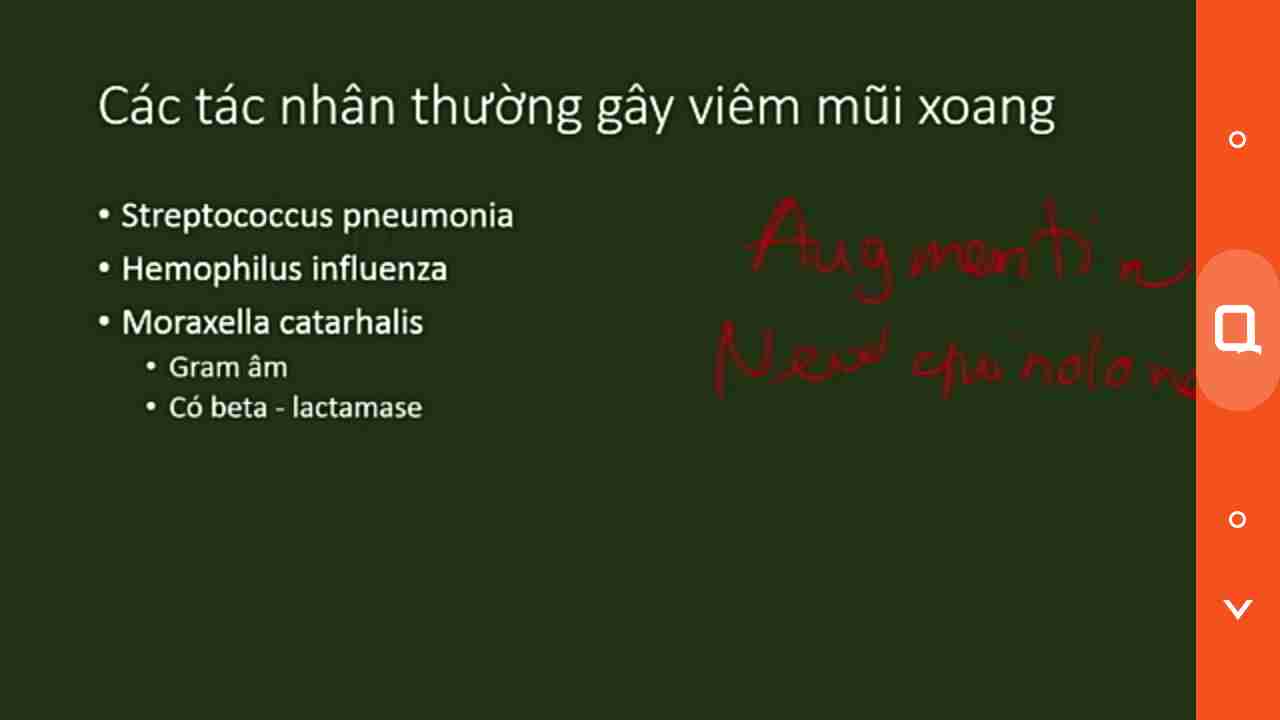 Các tác nhân thường gây viêm mũi xoang
• Streptococcus pneumonia
• Hemophilus influenza
• Moraxella catarhalis
• Gram âm
• Có beta - lactamase
Augmentin
New quinolone